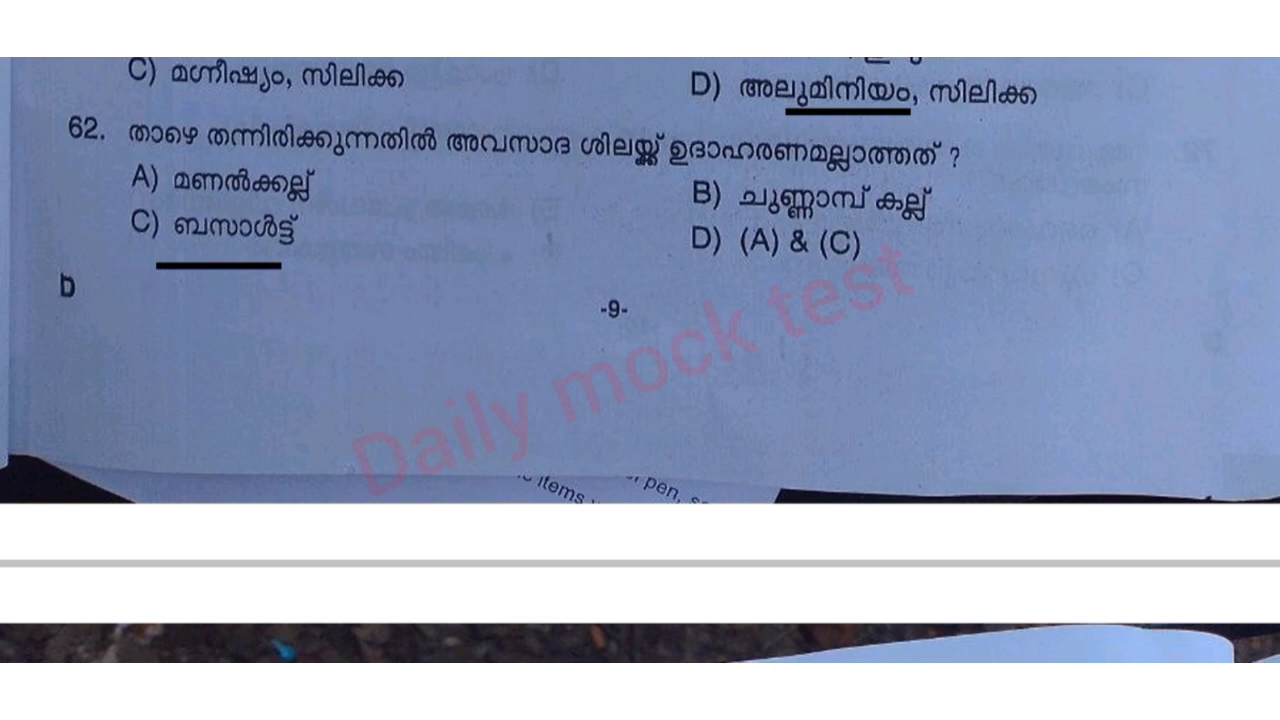 C) മഗ്നീഷ്യം, സിലിക്ക
D) അലുമിനിയം, സിലിക്ക
62. താഴെ തന്നിരിക്കുന്നതിൽ അവസാദ ശിലയ്ക്ക് ഉദാഹരണമല്ലാത്തത് ?
A) മണൽക്കല്ല്
B) ചുണ്ണാമ്പ് കല്ല്
C) ബസാൾട്ട്
D) (A) & (C)
b
-9-
Daily mock test
items
pen,